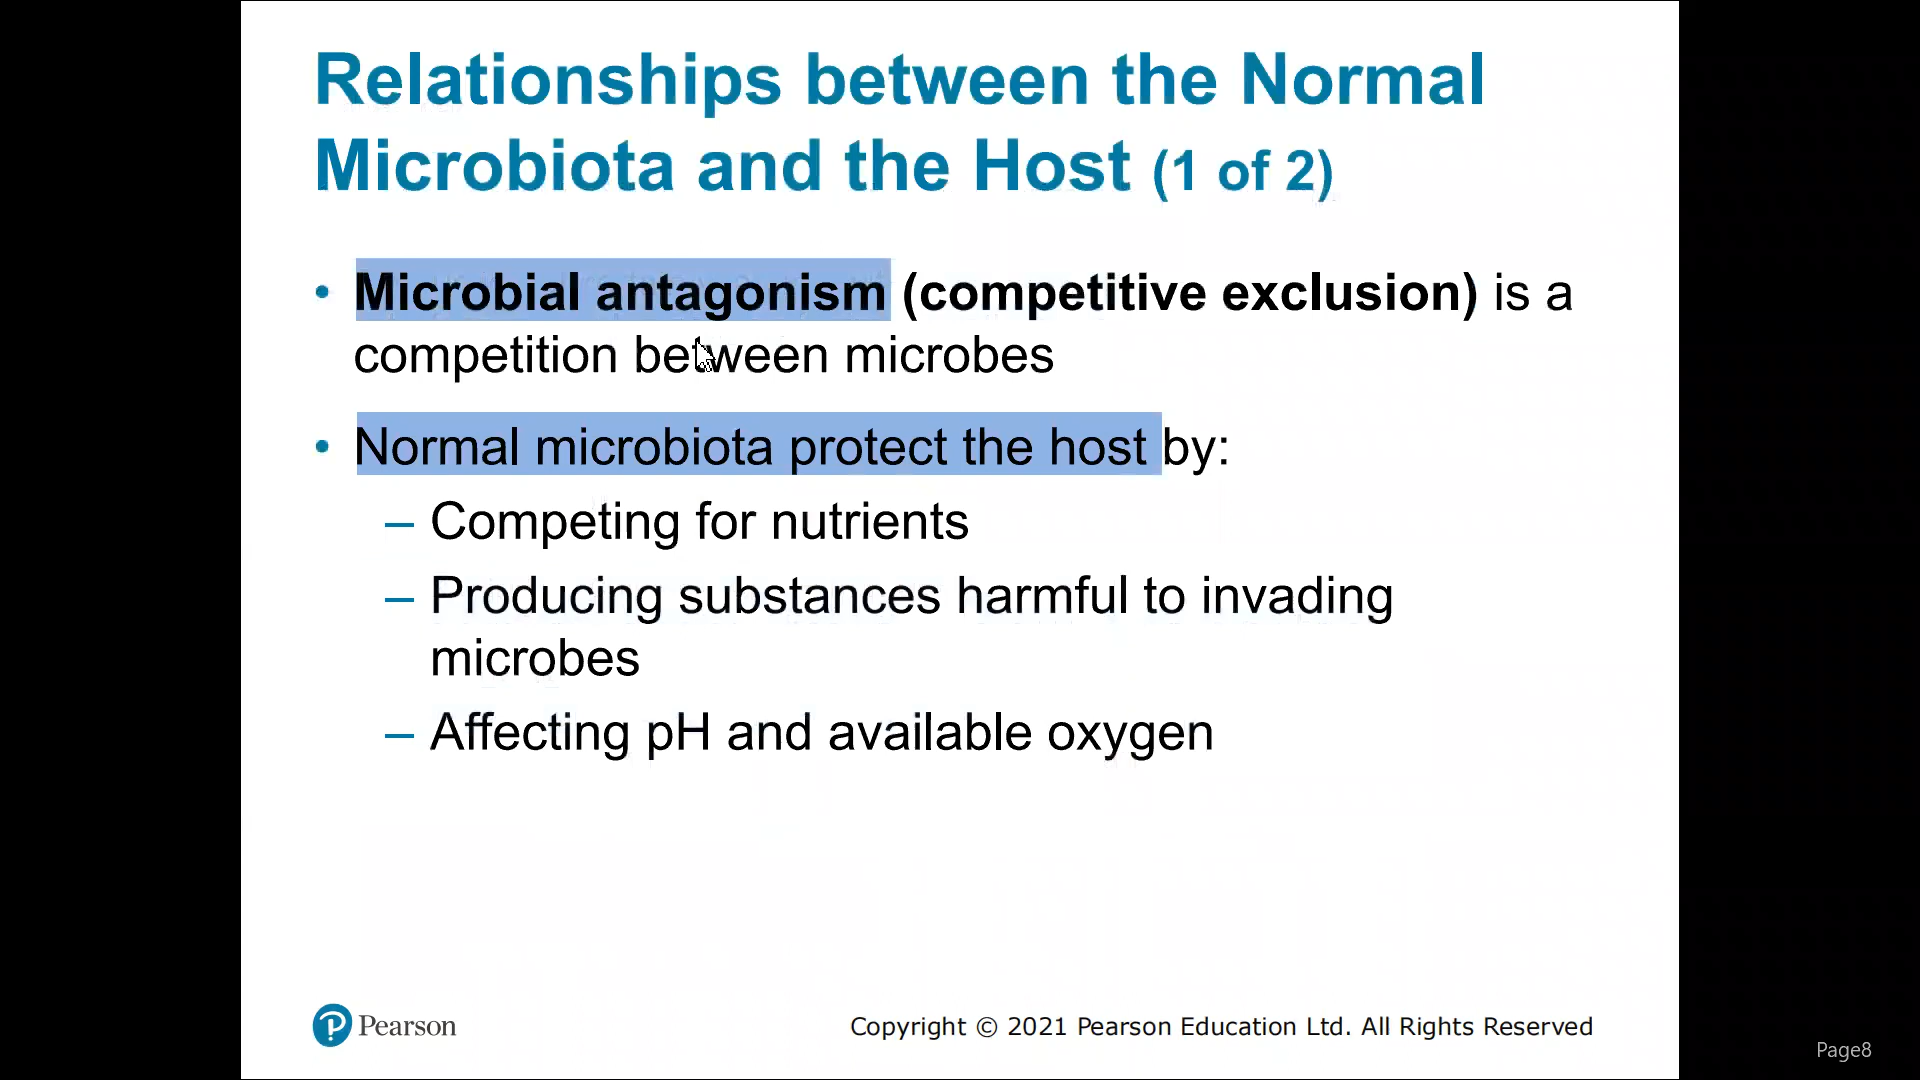 Relationships between the Normal
Microbiota and the Host (1 of 2)
• Microbial antagonism (competitive exclusion) is a
competition between microbes
• Normal microbiota protect the host by:
– Competing for nutrients
– Producing substances harmful to invading
microbes
– Affecting pH and available oxygen
Pearson
Copyright © 2021 Pearson Education Ltd. All Rights Reserved
Page8